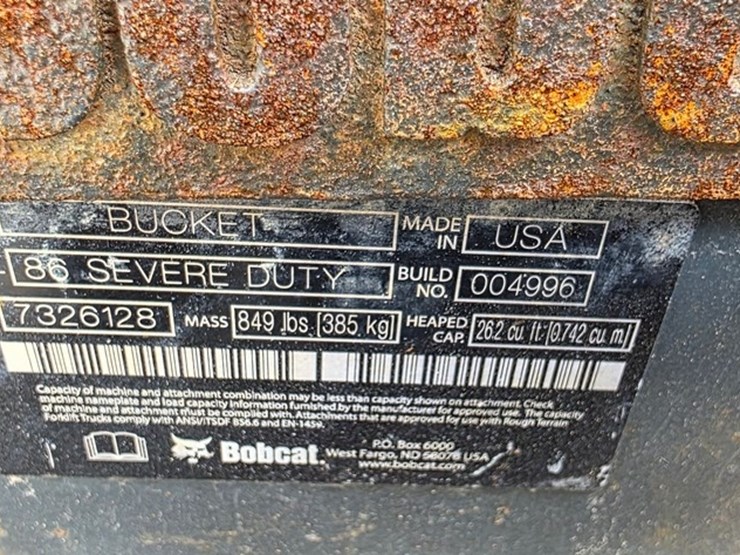 BUCKET
MADE IN USA
86 SEVERE DUTY
BUILD NO. 004996
7326128
MASS 849 lbs. [385 kg]
HEAPED CAP. 26.2 cu. ft. [0.742 cu. m]
Capacity of machine and attachment combination may be less than capacity shown on attachment. Check
machine nameplate and load capacity information furnished by the manufacturer for approved use. The capacity
of machine and attachment must be complied with. Attachments that are approved for use with Rough Terrain
Forklift Trucks comply with ANSI/ITSDF B56.6 and EN-1459.
Bobcat.
P.O. Box 6000
West Fargo, ND 58078 USA
www.bobcat.com